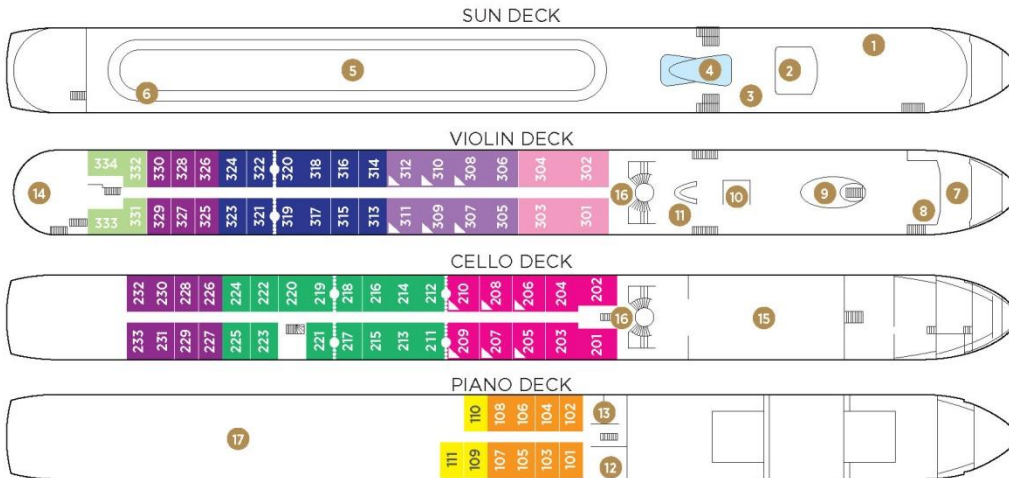 SUN DECK
1
5 4 2
6 3
VIOLIN DECK
334 332 330 328 326 324 322 320 318 316 314 312 310 308 306 304 302
14 16 10 9 7
11 8
333 331 329 327 325 323 321 319 317 315 313 311 309 307 305 303 301
CELLO DECK
232 230 228 226 224 222 220 219 218 216 214 212 210 208 206 204 202
16 15
233 231 229 227 225 223 221 217 215 213 211 209 207 205 203 201
PIANO DECK
110 108 106 104 102 13
17
111 109 107 105 103 101 12